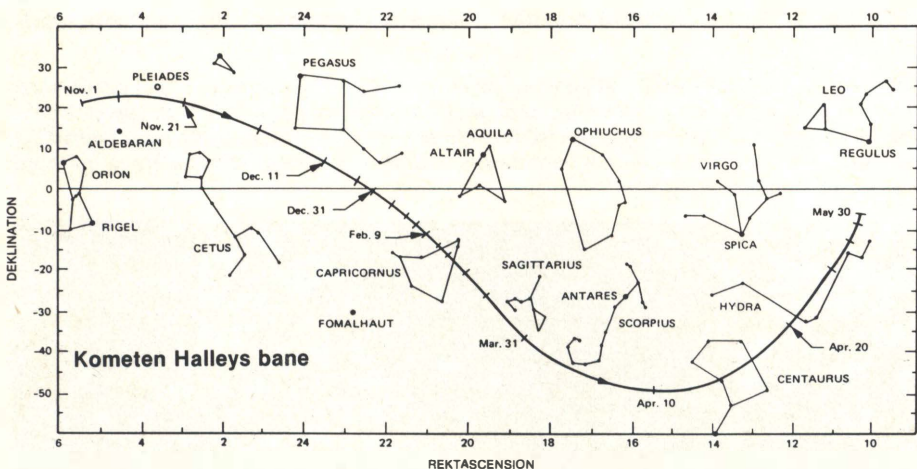 6 4 2 24 22 20 18 16 14 12 10
30
20
10
0
-10
-20
-30
-40
-50
DEKLINATION
Nov. 1
PLEIADES
Nov. 21
ALDEBARAN
ORION
RIGEL
CETUS
PEGASUS
Dec. 11
Dec. 31
Feb. 9
CAPRICORNUS
FOMALHAUT
AQUILA
ALTAIR
SAGITTARIUS
Mar. 31
OPHIUCHUS
ANTARES
SCORPIUS
Apr. 10
VIRGO
SPICA
HYDRA
CENTAURUS
Apr. 20
LEO
REGULUS
May 30
Kometen Halleys bane
6 4 2 24 22 20 18 16 14 12 10
REKTASCENSION